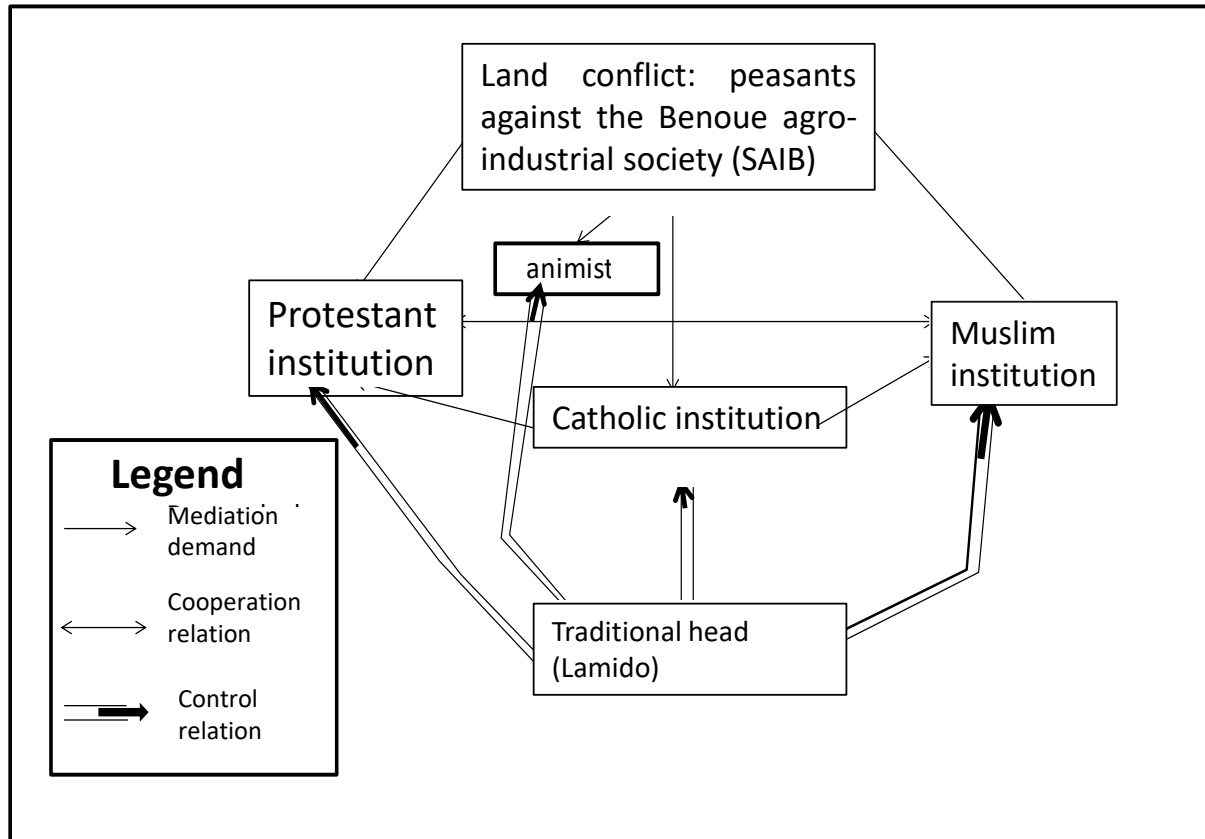 Land conflict: peasants
against the Benoue agro-
industrial society (SAIB)
animist
Protestant
institution
Muslim
institution
Catholic institution
Legend
Mediation
demand
Cooperation
relation
Control
relation
Traditional head
(Lamido)